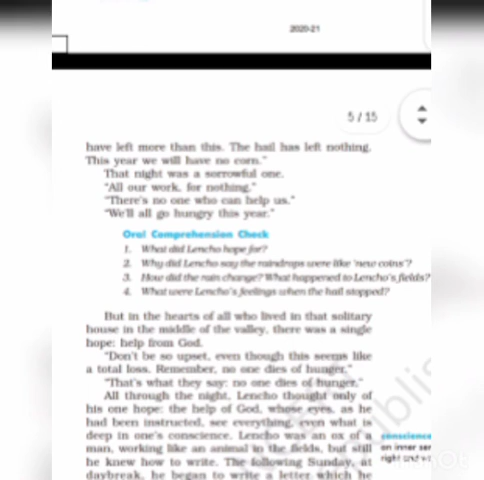 2020-21
5 / 15
have left more than this. The hail has left nothing.
This year we will have no corn.”
That night was a sorrowful one.
“All our work, for nothing.”
“There’s no one who can help us.”
“We’ll all go hungry this year.”
Oral Comprehension Check
1. What did Lencho hope for?
2. Why did Lencho say the raindrops were like ‘new coins’?
3. How did the rain change? What happened to Lencho’s fields?
4. What were Lencho’s feelings when the hail stopped?
But in the hearts of all who lived in that solitary
house in the middle of the valley, there was a single
hope: help from God.
“Don’t be so upset, even though this seems like
a total loss. Remember, no one dies of hunger.”
“That’s what they say: no one dies of hunger.”
All through the night, Lencho thought only of
his one hope: the help of God, whose eyes, as he
had been instructed, see everything, even what is
deep in one’s conscience. Lencho was an ox of a
man, working like an animal in the fields, but still
he knew how to write. The following Sunday, at
daybreak, he began to write a letter which he
conscience
an inner
right and